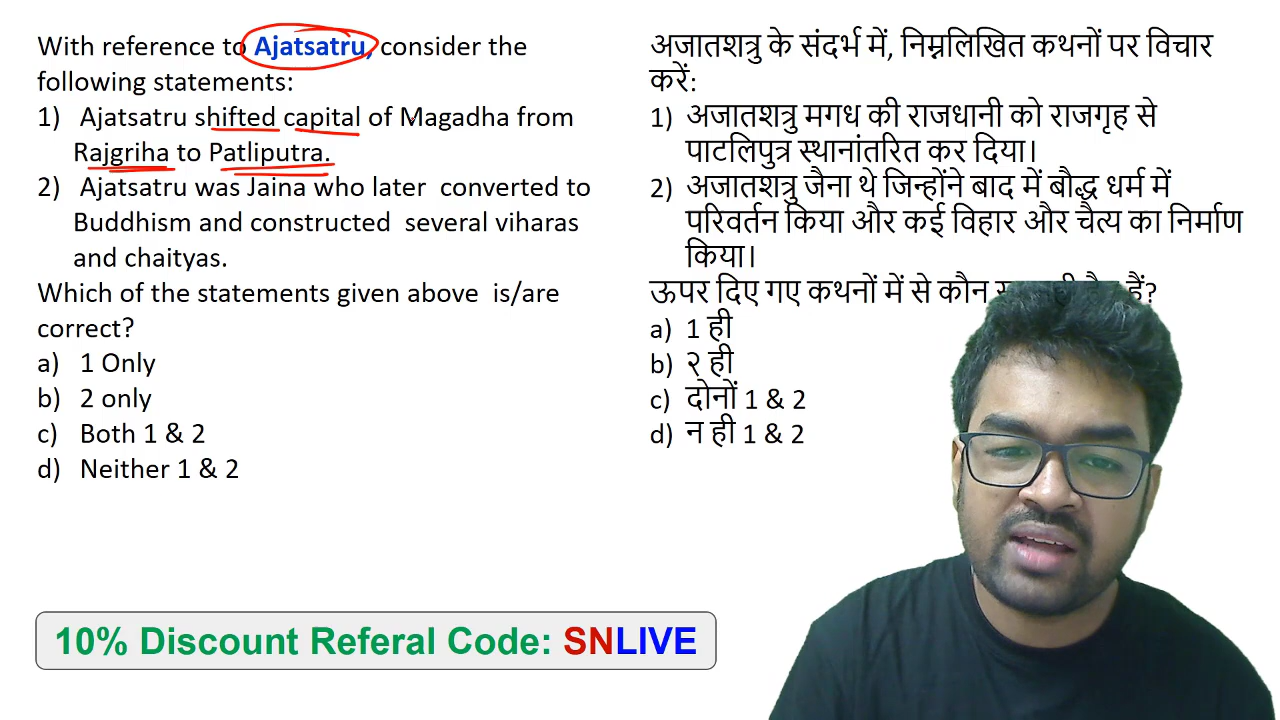 With reference to Ajatsatru, consider the
following statements:
1) Ajatsatru shifted capital of Magadha from
Rajgriha to Patliputra.
2) Ajatsatru was Jaina who later converted to
Buddhism and constructed several viharas
and chaityas.
Which of the statements given above is/are
correct?
a) 1 Only
b) 2 only
c) Both 1 & 2
d) Neither 1 & 2
अजातशत्रु के संदर्भ में, निम्नलिखित कथनों पर विचार
करें:
1) अजातशत्रु मगध की राजधानी को राजगृह से
पाटलिपुत्र स्थानांतरित कर दिया।
2) अजातशत्रु जैना थे जिन्होंने बाद में बौद्ध धर्म में
परिवर्तन किया और कई विहार और चैत्य का निर्माण
किया।
ऊपर दिए गए कथनों में से कौन हैं?
a) 1 ही
b) २ ही
c) दोनों 1 & 2
d) न ही 1 & 2
10% Discount Referal Code: SNLIVE